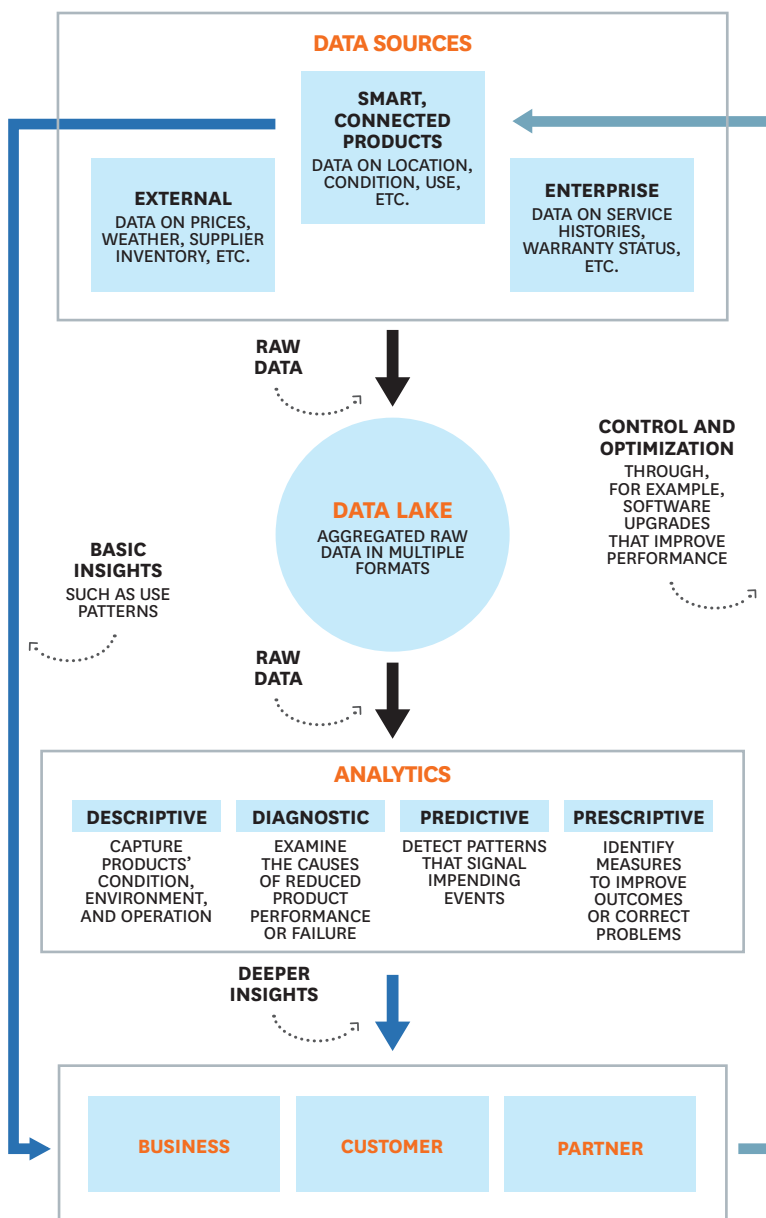 DATA SOURCES
SMART,
CONNECTED
PRODUCTS
DATA ON LOCATION,
CONDITION, USE,
ETC.
EXTERNAL
DATA ON PRICES,
WEATHER, SUPPLIER
INVENTORY, ETC.
ENTERPRISE
DATA ON SERVICE
HISTORIES,
WARRANTY STATUS,
ETC.
RAW
DATA
DATA LAKE
AGGREGATED RAW
DATA IN MULTIPLE
FORMATS
CONTROL AND
OPTIMIZATION
THROUGH,
FOR EXAMPLE,
SOFTWARE
UPGRADES
THAT IMPROVE
PERFORMANCE
BASIC
INSIGHTS
SUCH AS USE
PATTERNS
RAW
DATA
ANALYTICS
DESCRIPTIVE
CAPTURE
PRODUCTS’
CONDITION,
ENVIRONMENT,
AND OPERATION
DIAGNOSTIC
EXAMINE
THE CAUSES
OF REDUCED
PRODUCT
PERFORMANCE
OR FAILURE
PREDICTIVE
DETECT PATTERNS
THAT SIGNAL
IMPENDING
EVENTS
PRESCRIPTIVE
IDENTIFY
MEASURES
TO IMPROVE
OUTCOMES
OR CORRECT
PROBLEMS
DEEPER
INSIGHTS
BUSINESS
CUSTOMER
PARTNER